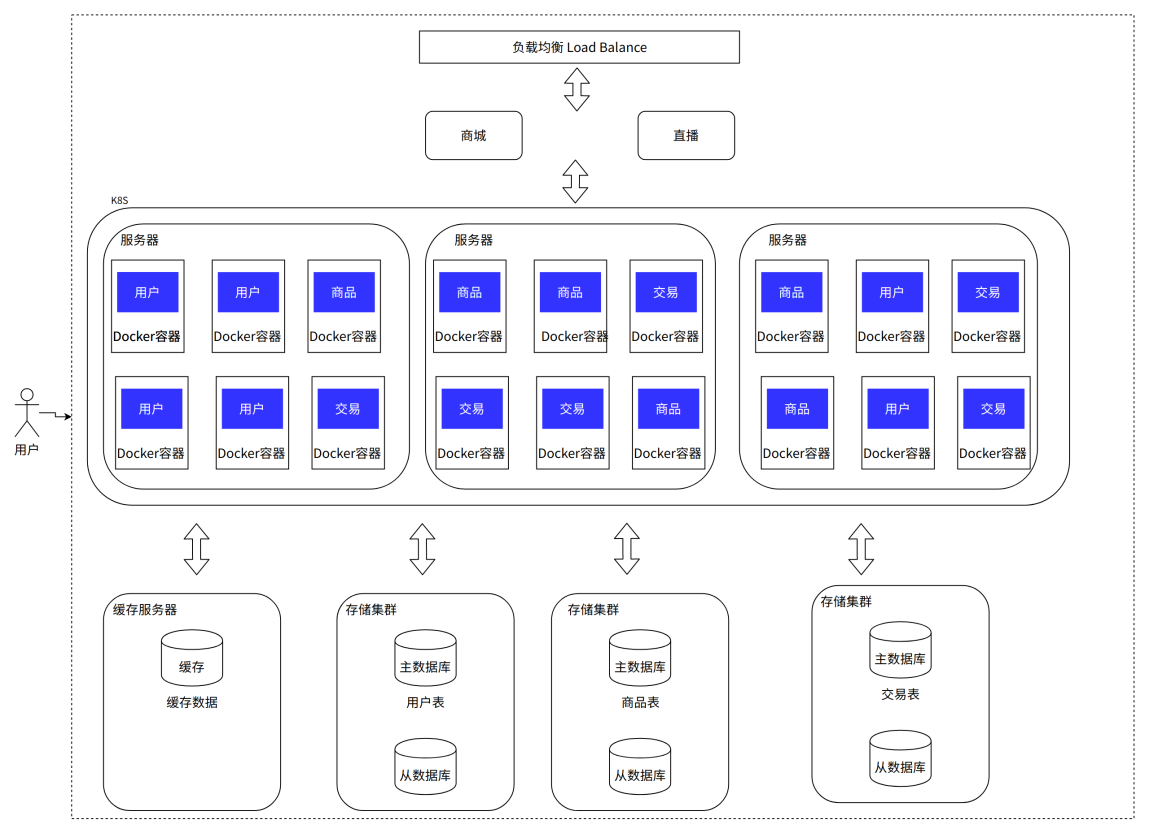 负载均衡 Load Balance
商城
直播
K8S
服务器
用户
Docker容器
用户
Docker容器
商品
Docker容器
用户
Docker容器
用户
Docker容器
交易
Docker容器
服务器
商品
Docker容器
商品
Docker容器
交易
Docker容器
交易
Docker容器
交易
Docker容器
商品
Docker容器
服务器
商品
Docker容器
用户
Docker容器
交易
Docker容器
商品
Docker容器
用户
Docker容器
交易
Docker容器
用户
缓存服务器
缓存
缓存数据
存储集群
主数据库
用户表
从数据库
存储集群
主数据库
商品表
从数据库
存储集群
主数据库
交易表
从数据库